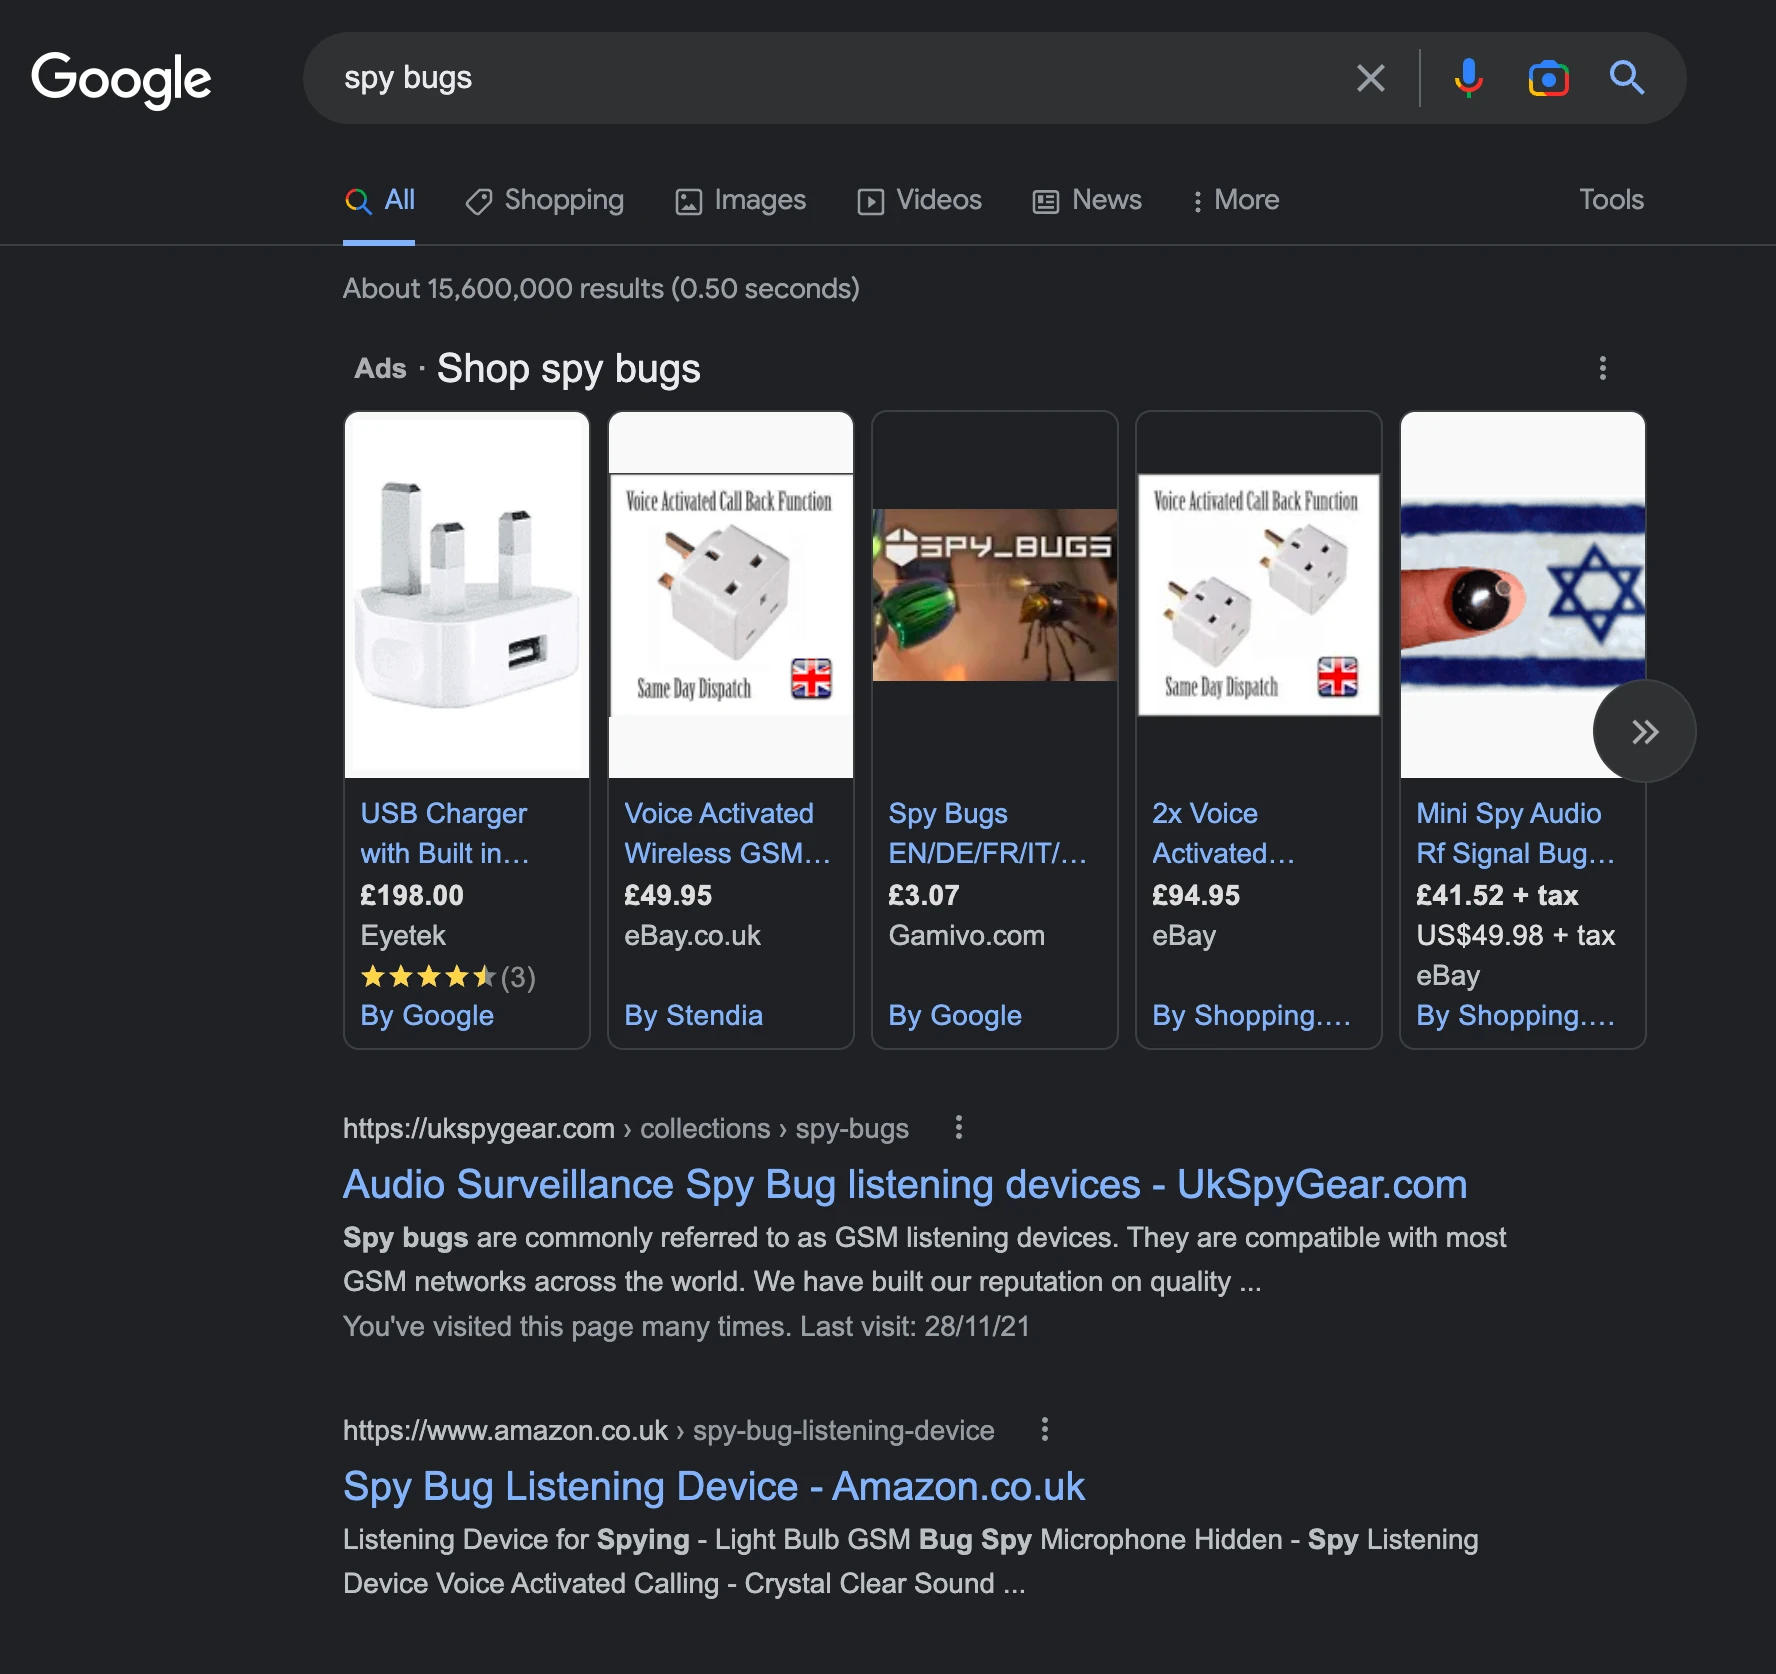 Google
spy bugs
All
Shopping
Images
Videos
News
More
Tools
About 15,600,000 results (0.50 seconds)
Ads · Shop spy bugs
USB Charger
with Built in...
£198.00
Eyetek
(3)
By Google
Voice Activated Call Back Function
Same Day Dispatch
Voice Activated
Wireless GSM...
£49.95
eBay.co.uk
By Stendia
SPY_BUGS
Spy Bugs
EN/DE/FR/IT/...
£3.07
Gamivo.com
By Google
Voice Activated Call Back Function
Same Day Dispatch
2x Voice
Activated...
£94.95
eBay
By Shopping....
Mini Spy Audio
Rf Signal Bug...
£41.52 + tax
US$49.98 + tax
eBay
By Shopping....
https://ukspygear.com › collections › spy-bugs
Audio Surveillance Spy Bug listening devices - UkSpyGear.com
Spy bugs are commonly referred to as GSM listening devices. They are compatible with most
GSM networks across the world. We have built our reputation on quality ...
You've visited this page many times. Last visit: 28/11/21
https://www.amazon.co.uk › spy-bug-listening-device
Spy Bug Listening Device - Amazon.co.uk
Listening Device for Spying - Light Bulb GSM Bug Spy Microphone Hidden - Spy Listening
Device Voice Activated Calling - Crystal Clear Sound ...